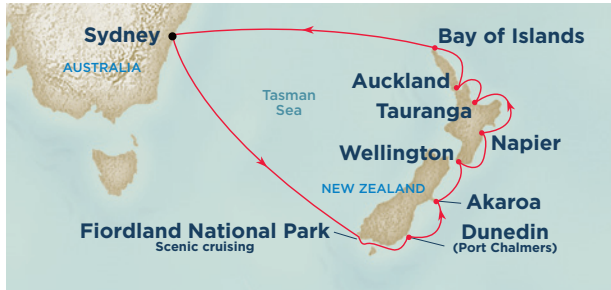 Sydney
Bay of Islands
AUSTRALIA
Auckland
Tasman
Sea
Tauranga
Napier
Wellington
NEW ZEALAND
Akaroa
Fiordland National Park
Scenic cruising
Dunedin
(Port Chalmers)